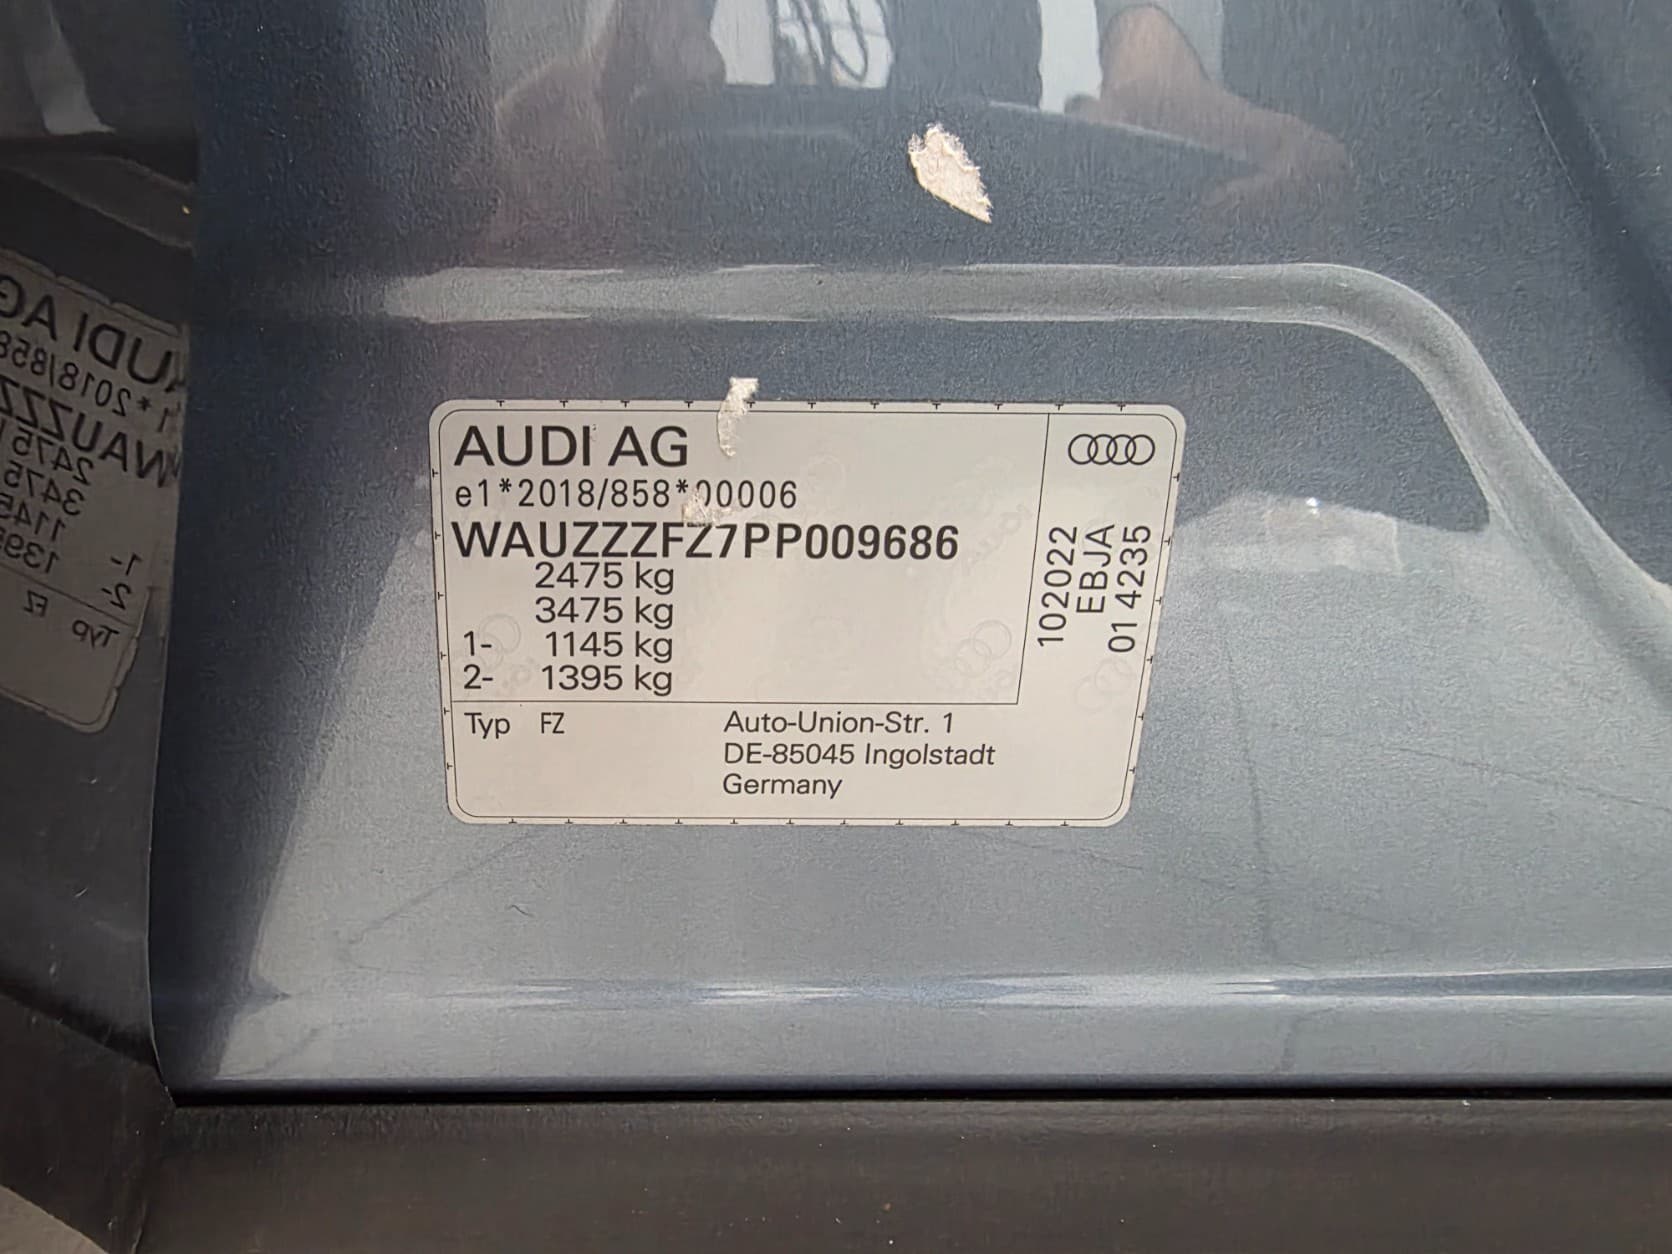 AUDI AG
e1*2018/858*00006
WAUZZZFZ7PP009686
2475 kg
3475 kg
1- 1145 kg
2- 1395 kg
Typ FZ
Auto-Union-Str. 1
DE-85045 Ingolstadt
Germany
102022
EBJA
01 4235